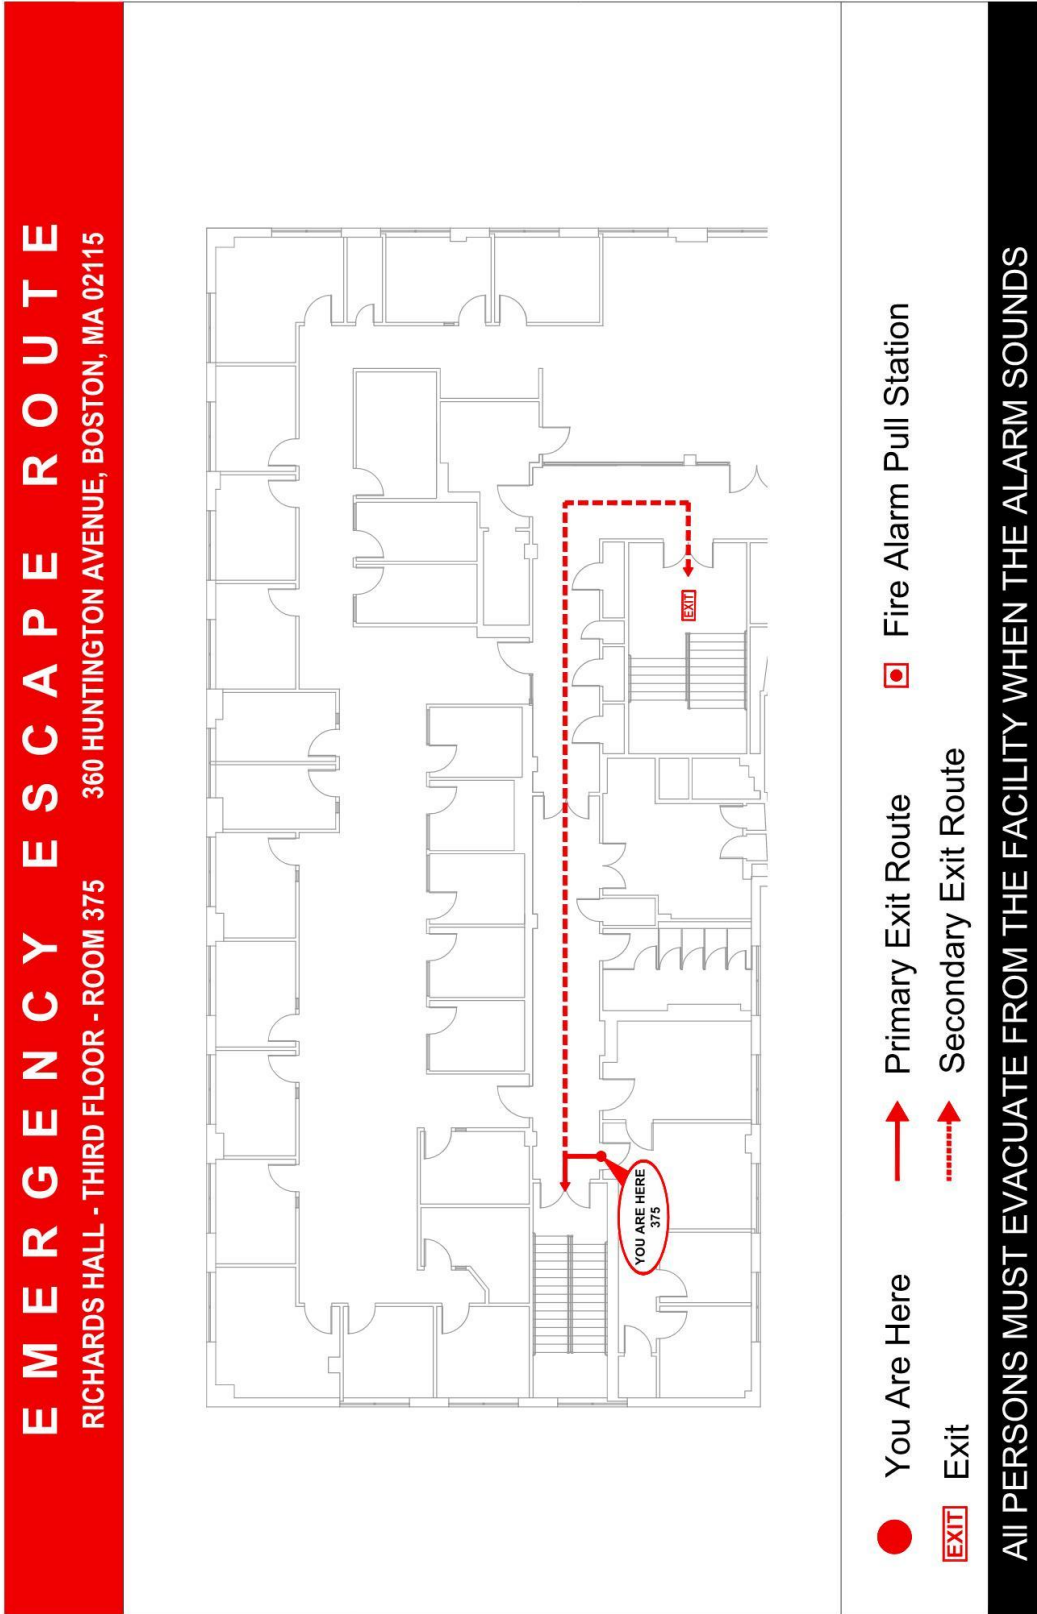 EMERGENCY ESCAPE ROUTE
RICHARDS HALL - THIRD FLOOR - ROOM 375 360 HUNTINGTON AVENUE, BOSTON, MA 02115
EXIT
YOU ARE HERE
375
You Are Here
Primary Exit Route
Fire Alarm Pull Station
EXIT Exit
Secondary Exit Route
All PERSONS MUST EVACUATE FROM THE FACILITY WHEN THE ALARM SOUNDS